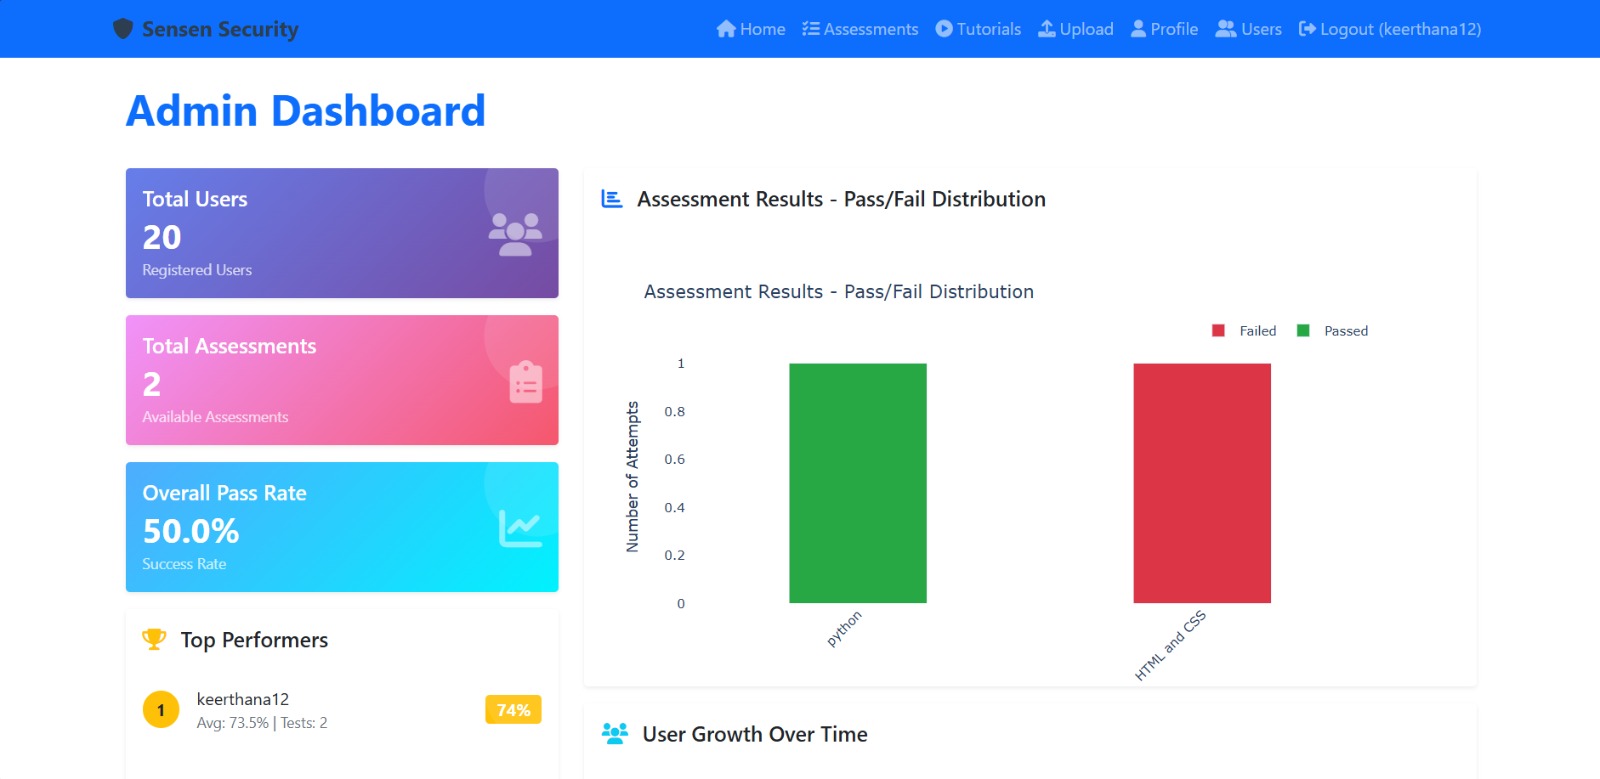 Sensen Security
Home Assessments Tutorials Upload Profile Users Logout (keerthana12)
Admin Dashboard
Total Users
20
Registered Users
Total Assessments
2
Available Assessments
Overall Pass Rate
50.0%
Success Rate
Top Performers
1
keerthana12
Avg: 73.5% | Tests: 2
74%
Assessment Results - Pass/Fail Distribution
Assessment Results - Pass/Fail Distribution
Failed Passed
Number of Attempts
1
0.8
0.6
0.4
0.2
0
python
HTML and CSS
User Growth Over Time